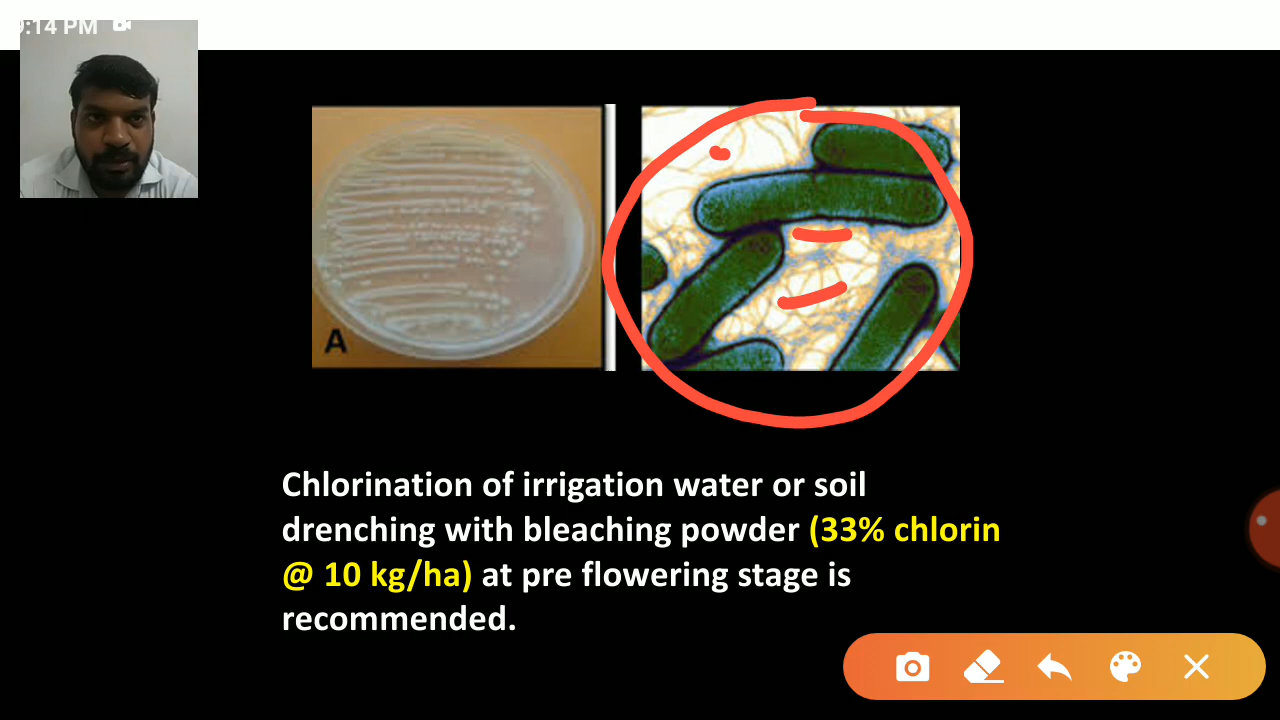 :14 PM
A
Chlorination of irrigation water or soil
drenching with bleaching powder (33% chlorin
@ 10 kg/ha) at pre flowering stage is
recommended.